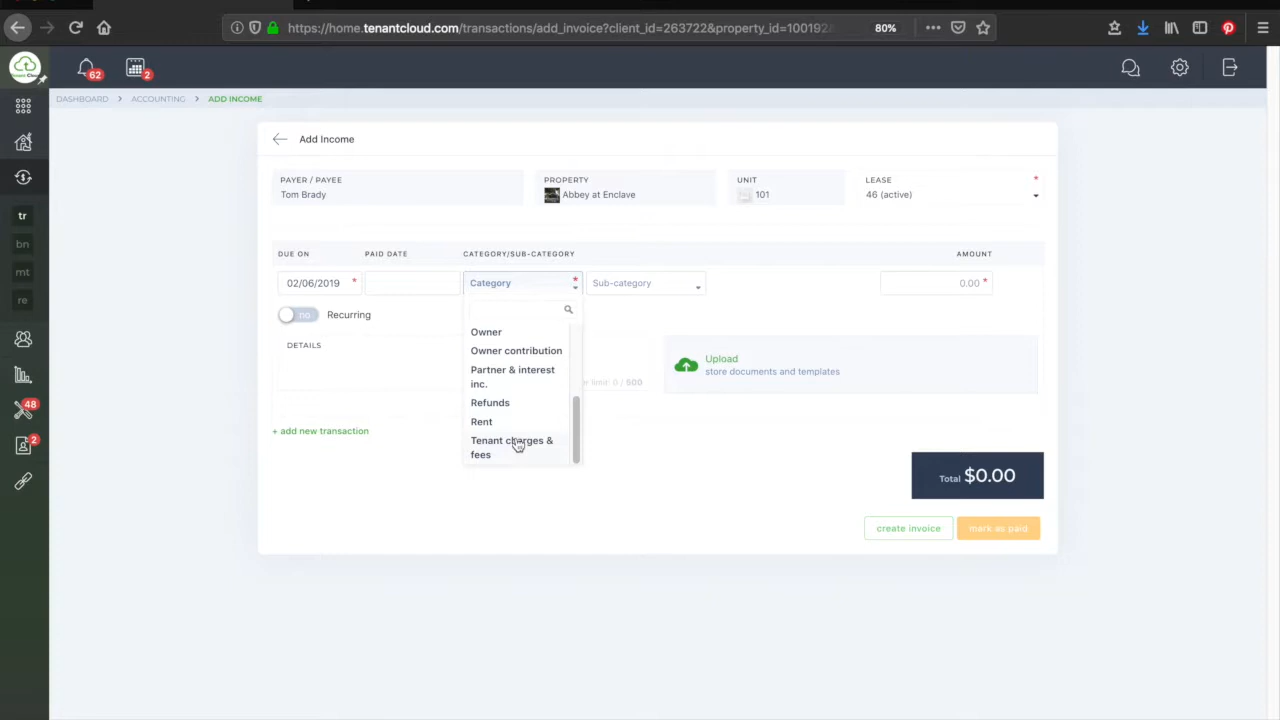 https://home.tenantcloud.com/transactions/add_invoice?client_id=263722&property_id=1001928
80%
Tenant Cloud
62
2
DASHBOARD > ACCOUNTING > ADD INCOME
Add Income
PAYER / PAYEE
Tom Brady
PROPERTY
Abbey at Enclave
UNIT
101
LEASE *
46 (active)
tr
bn
mt
re
48
2
DUE ON PAID DATE CATEGORY/SUB-CATEGORY AMOUNT
02/06/2019 * Category * Sub-category 0.00 *
no Recurring
DETAILS
Owner
Owner contribution
Partner & interest
inc.
Refunds
Rent
Tenant charges &
fees
limit: 0 / 500
Upload
store documents and templates
+ add new transaction
Total $0.00
create invoice mark as paid